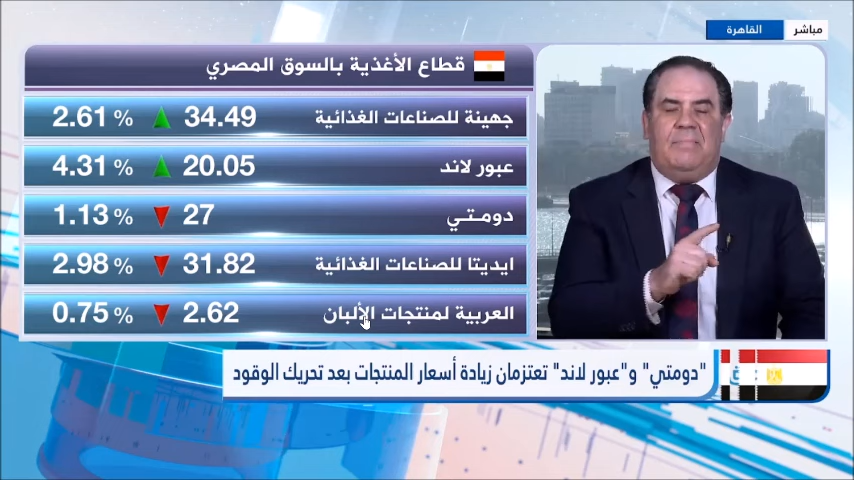 مباشر القاهرة
قطاع الأغذية بالسوق المصري
جهينة للصناعات الغذائية 34.49 2.61 %
عبور لاند 20.05 4.31 %
دومتي 27 1.13 %
ايديتا للصناعات الغذائية 31.82 2.98 %
العربية لمنتجات الألبان 2.62 0.75 %
"دومتي" و"عبور لاند" تعتزمان زيادة أسعار المنتجات بعد تحريك الوقود